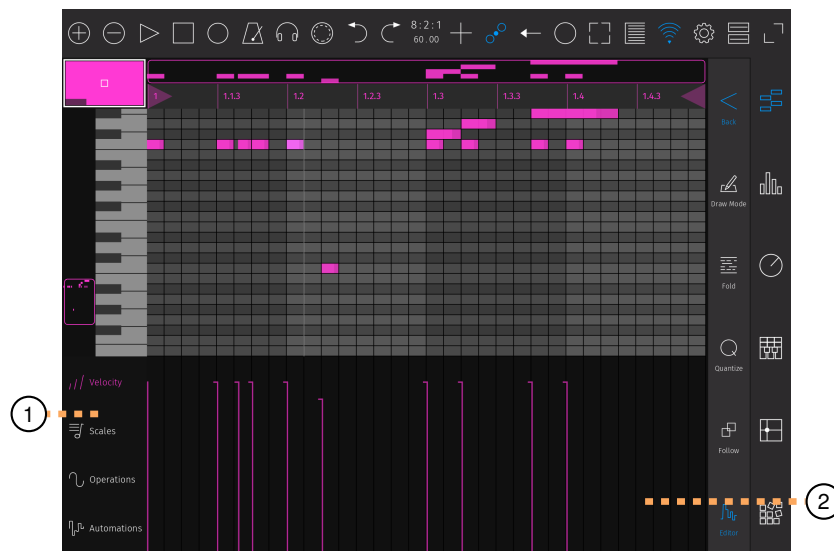 8:2:1
60.00
1
1.1.3
1.2
1.2.3
1.3
1.3.3
1.4
1.4.3
Back
Draw Mode
Fold
Quantize
Velocity
1
Scales
Follow
Operations
2
Automations
Editor